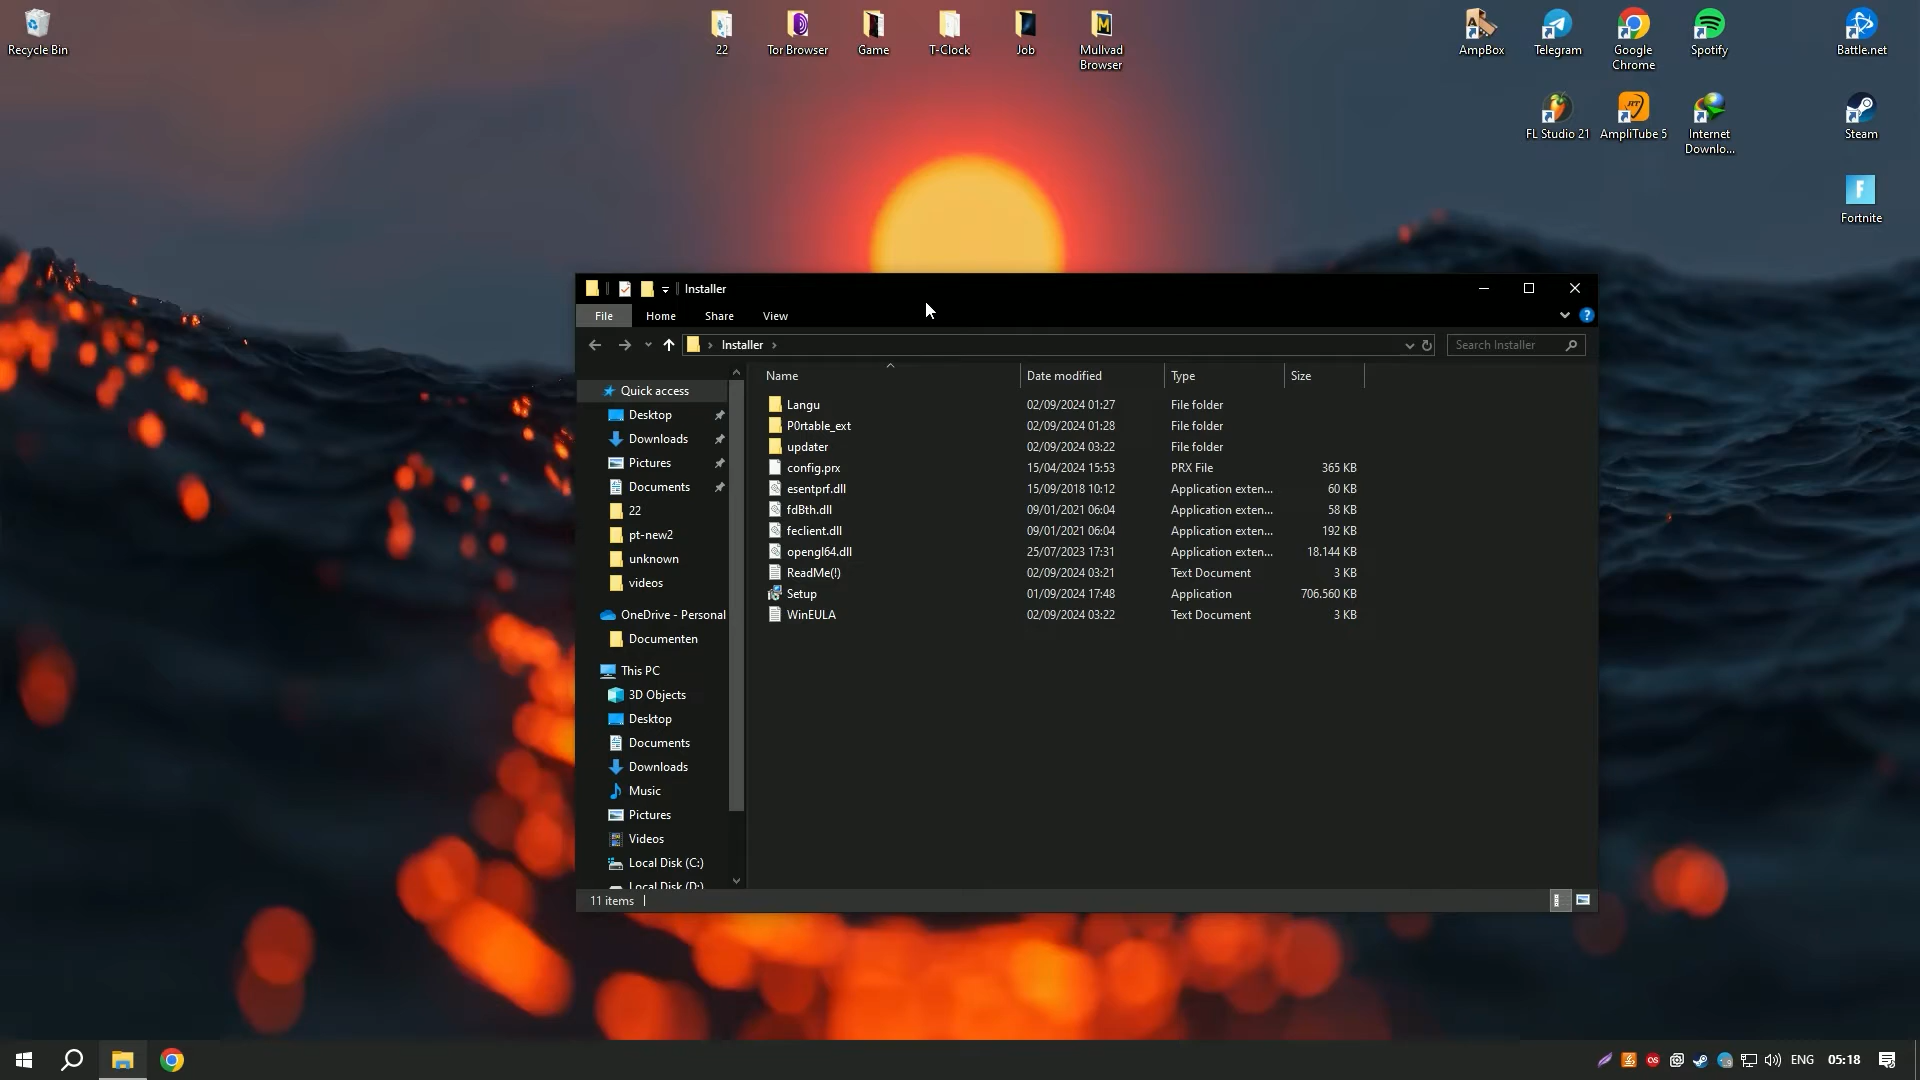 Recycle Bin
22
Tor Browser
Game
T-Clock
Job
Mullvad
Browser
AmpBox
Telegram
Google
Chrome
Spotify
Battle.net
FL Studio 21
AmpliTube 5
Internet
Downlo...
Steam
Fortnite
Installer
File Home Share View
Installer
Search Installer
Name Date modified Type Size
Quick access
Desktop
Downloads
Pictures
Documents
22
pt-new2
unknown
videos
OneDrive - Personal
Documenten
This PC
3D Objects
Desktop
Documents
Downloads
Music
Pictures
Videos
Local Disk (C:)
Local Disk (D:)
Langu 02/09/2024 01:27 File folder
P0rtable_ext 02/09/2024 01:28 File folder
updater 02/09/2024 03:22 File folder
config.prx 15/04/2024 15:53 PRX File 365 KB
esentprf.dll 15/09/2018 10:12 Application exten... 60 KB
fdBth.dll 09/01/2021 06:04 Application exten... 58 KB
feclient.dll 09/01/2021 06:04 Application exten... 192 KB
opengl64.dll 25/07/2023 17:31 Application exten... 18.144 KB
ReadMe(!) 02/09/2024 03:21 Text Document 3 KB
Setup 01/09/2024 17:48 Application 706.560 KB
WinEULA 02/09/2024 03:22 Text Document 3 KB
11 items
ENG 05:18